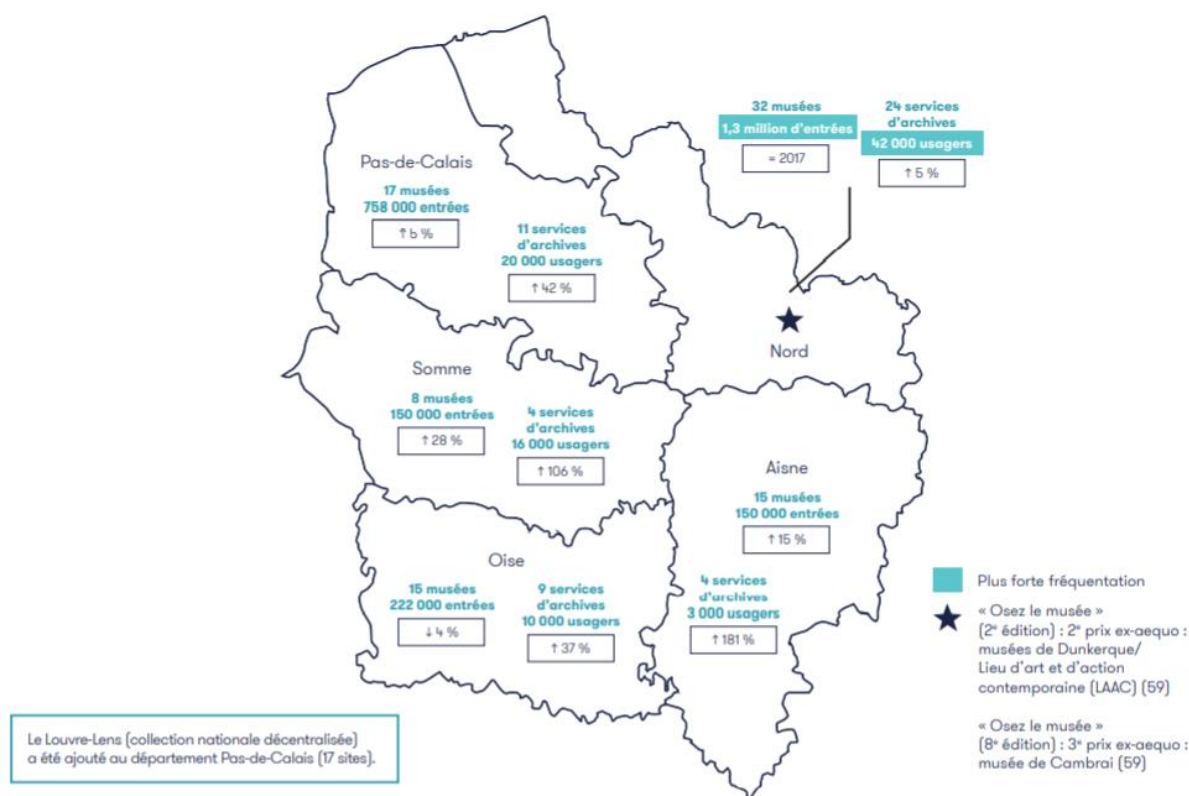 32 musées
1,3 million d'entrées
= 2017
24 services
d'archives
42 000 usagers
↑ 5 %
Pas-de-Calais
17 musées
758 000 entrées
↑ 6 %
11 services
d'archives
20 000 usagers
↑ 42 %
Nord
Somme
8 musées
150 000 entrées
↑ 28 %
4 services
d'archives
16 000 usagers
↑ 106 %
Aisne
15 musées
150 000 entrées
↑ 15 %
4 services
d'archives
3 000 usagers
↑ 181 %
Oise
15 musées
222 000 entrées
↓ 4 %
9 services
d'archives
10 000 usagers
↑ 37 %
Plus forte fréquentation
« Osez le musée »
(2e édition) : 2e prix ex-aequo :
musées de Dunkerque/
Lieu d'art et d'action
contemporaine (LAAC) (59)
« Osez le musée »
(8e édition) : 3e prix ex-aequo :
musée de Cambrai (59)
Le Louvre-Lens (collection nationale décentralisée)
a été ajouté au département Pas-de-Calais (17 sites).